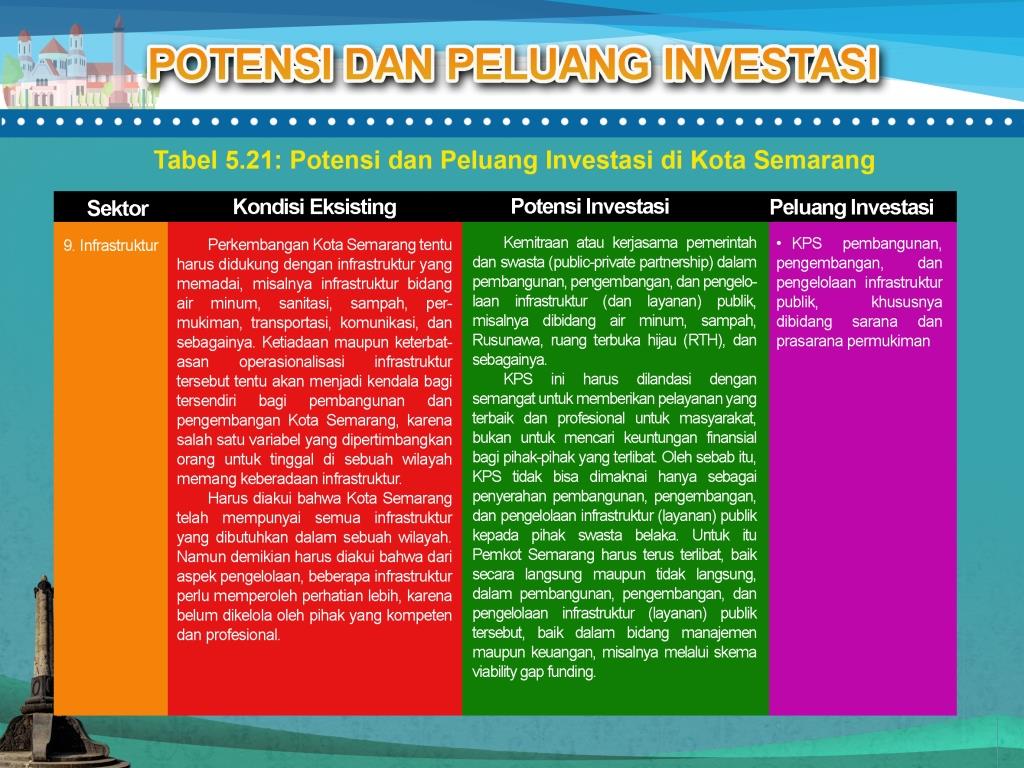 POTENSI DAN PELUANG INVESTASI
Tabel 5.21: Potensi dan Peluang Investasi di Kota Semarang
Sektor
Kondisi Eksisting
Potensi Investasi
Peluang Investasi
9. Infrastruktur
Perkembangan Kota Semarang tentu
harus didukung dengan infrastruktur yang
memadai, misalnya infrastruktur bidang
air minum, sanitasi, sampah, per-
mukiman, transportasi, komunikasi, dan
sebagainya. Ketiadaan maupun keterbat-
asan operasionalisasi infrastruktur
tersebut tentu akan menjadi kendala bagi
tersendiri bagi pembangunan dan
pengembangan Kota Semarang, karena
salah satu variabel yang dipertimbangkan
orang untuk tinggal di sebuah wilayah
memang keberadaan infrastruktur.
Harus diakui bahwa Kota Semarang
telah mempunyai semua infrastruktur
yang dibutuhkan dalam sebuah wilayah.
Namun demikian harus diakui bahwa dari
aspek pengelolaan, beberapa infrastruktur
perlu memperoleh perhatian lebih, karena
belum dikelola oleh pihak yang kompeten
dan profesional.
Kemitraan atau kerjasama pemerintah
dan swasta (public-private partnership) dalam
pembangunan, pengembangan, dan pengelo-
laan infrastruktur (dan layanan) publik,
misalnya dibidang air minum, sampah,
Rusunawa, ruang terbuka hijau (RTH), dan
sebagainya.
KPS ini harus dilandasi dengan
semangat untuk memberikan pelayanan yang
terbaik dan profesional untuk masyarakat,
bukan untuk mencari keuntungan finansial
bagi pihak-pihak yang terlibat. Oleh sebab itu,
KPS tidak bisa dimaknai hanya sebagai
penyerahan pembangunan, pengembangan,
dan pengelolaan infrastruktur (layanan) publik
kepada pihak swasta belaka. Untuk itu
Pemkot Semarang harus terus terlibat, baik
secara langsung maupun tidak langsung,
dalam pembangunan, pengembangan, dan
pengelolaan infrastruktur (layanan) publik
tersebut, baik dalam bidang manajemen
maupun keuangan, misalnya melalui skema
viability gap funding.
• KPS pembangunan,
pengembangan, dan
pengelolaan infrastruktur
publik, khususnya
dibidang sarana dan
prasarana permukiman